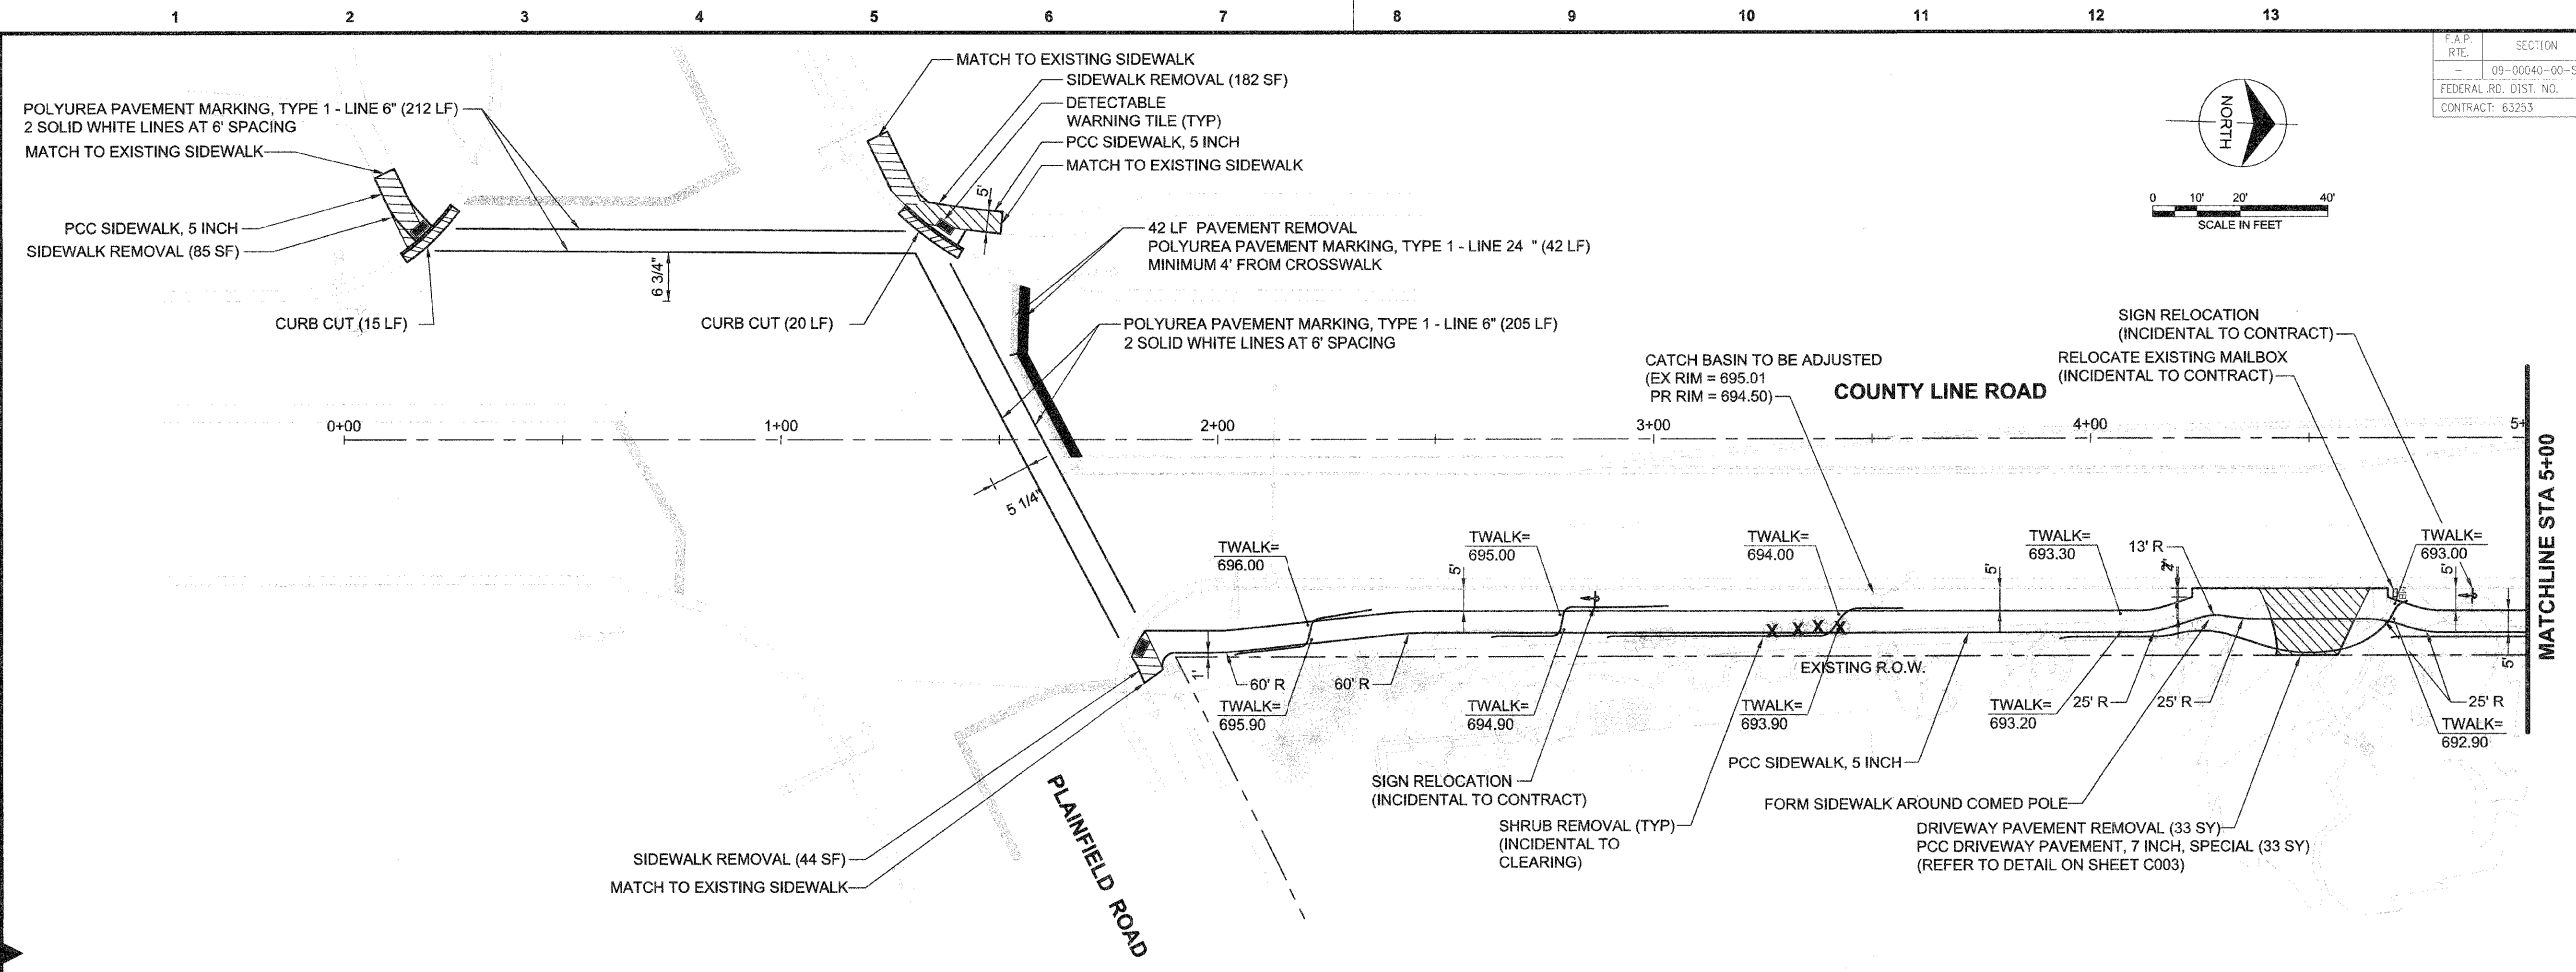 1 2 3 4 5 6 7 8 9 10 11 12 13
F.A.P. RTE. SECTION
- 09-00040-00-S
FEDERAL RD. DIST. NO.
CONTRACT: 63253
NORTH
0 10' 20' 40'
SCALE IN FEET
POLYUREA PAVEMENT MARKING, TYPE 1 - LINE 6" (212 LF)
2 SOLID WHITE LINES AT 6' SPACING
MATCH TO EXISTING SIDEWALK
PCC SIDEWALK, 5 INCH
SIDEWALK REMOVAL (85 SF)
CURB CUT (15 LF)
6 3/4"
CURB CUT (20 LF)
MATCH TO EXISTING SIDEWALK
SIDEWALK REMOVAL (182 SF)
DETECTABLE
WARNING TILE (TYP)
PCC SIDEWALK, 5 INCH
MATCH TO EXISTING SIDEWALK
5'
42 LF PAVEMENT REMOVAL
POLYUREA PAVEMENT MARKING, TYPE 1 - LINE 24 " (42 LF)
MINIMUM 4' FROM CROSSWALK
POLYUREA PAVEMENT MARKING, TYPE 1 - LINE 6" (205 LF)
2 SOLID WHITE LINES AT 6' SPACING
CATCH BASIN TO BE ADJUSTED
(EX RIM = 695.01
PR RIM = 694.50)
COUNTY LINE ROAD
SIGN RELOCATION
(INCIDENTAL TO CONTRACT)
RELOCATE EXISTING MAILBOX
(INCIDENTAL TO CONTRACT)
0+00 1+00 2+00 3+00 4+00 5+
MATCHLINE STA 5+00
5 1/4"
TWALK=
696.00
5'
TWALK=
695.00
TWALK=
694.00
5'
TWALK=
693.30
13' R
2'
TWALK=
693.00
5'
X X X X
EXISTING R.O.W.
1'
60' R
60' R
TWALK=
695.90
TWALK=
694.90
TWALK=
693.90
TWALK=
693.20
25' R
25' R
25' R
5'
TWALK=
692.90
SIGN RELOCATION
(INCIDENTAL TO CONTRACT)
SHRUB REMOVAL (TYP)
(INCIDENTAL TO
CLEARING)
PCC SIDEWALK, 5 INCH
FORM SIDEWALK AROUND COMED POLE
DRIVEWAY PAVEMENT REMOVAL (33 SY)
PCC DRIVEWAY PAVEMENT, 7 INCH, SPECIAL (33 SY)
(REFER TO DETAIL ON SHEET C003)
SIDEWALK REMOVAL (44 SF)
MATCH TO EXISTING SIDEWALK
PLAINFIELD ROAD